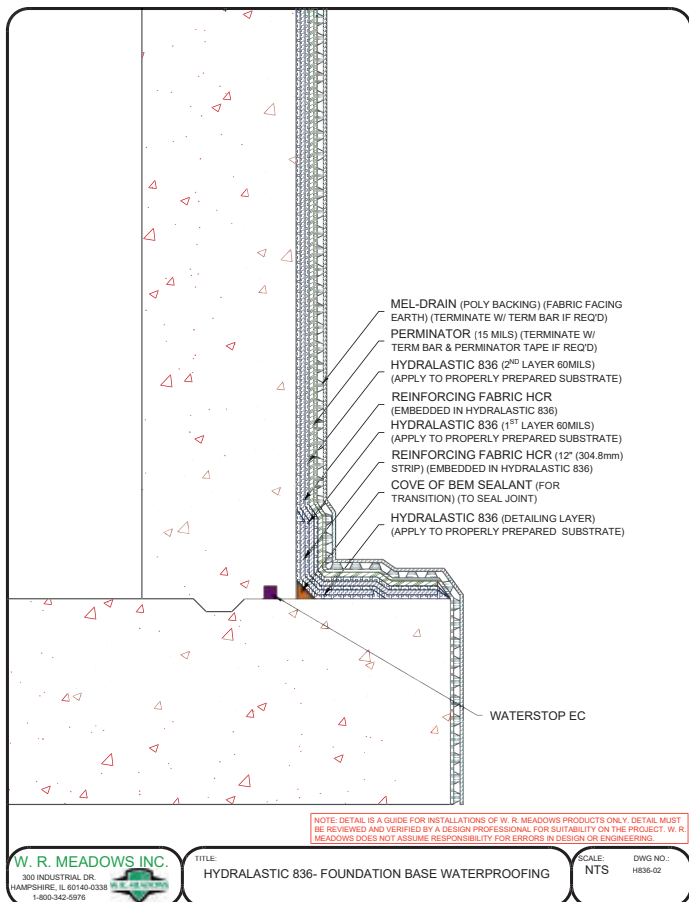 MEL-DRAIN (POLY BACKING) (FABRIC FACING
EARTH) (TERMINATE W/ TERM BAR IF REQ'D)
PERMINATOR (15 MILS) (TERMINATE W/
TERM BAR & PERMINATOR TAPE IF REQ'D)
HYDRALASTIC 836 (2ND LAYER 60MILS)
(APPLY TO PROPERLY PREPARED SUBSTRATE)
REINFORCING FABRIC HCR
(EMBEDDED IN HYDRALASTIC 836)
HYDRALASTIC 836 (1ST LAYER 60MILS)
(APPLY TO PROPERLY PREPARED SUBSTRATE)
REINFORCING FABRIC HCR (12" (304.8mm)
STRIP) (EMBEDDED IN HYDRALASTIC 836)
COVE OF BEM SEALANT (FOR
TRANSITION) (TO SEAL JOINT)
HYDRALASTIC 836 (DETAILING LAYER)
(APPLY TO PROPERLY PREPARED SUBSTRATE)
WATERSTOP EC
NOTE: DETAIL IS A GUIDE FOR INSTALLATIONS OF W. R. MEADOWS PRODUCTS ONLY. DETAIL MUST
BE REVIEWED AND VERIFIED BY A DESIGN PROFESSIONAL FOR SUITABILITY ON THE PROJECT. W. R.
MEADOWS DOES NOT ASSUME RESPONSIBILITY FOR ERRORS IN DESIGN OR ENGINEERING.
W. R. MEADOWS INC.
300 INDUSTRIAL DR.
HAMPSHIRE, IL 60140-0338
1-800-342-5976
W. R. MEADOWS
TITLE:
HYDRALASTIC 836- FOUNDATION BASE WATERPROOFING
SCALE:
NTS
DWG NO.:
H836-02